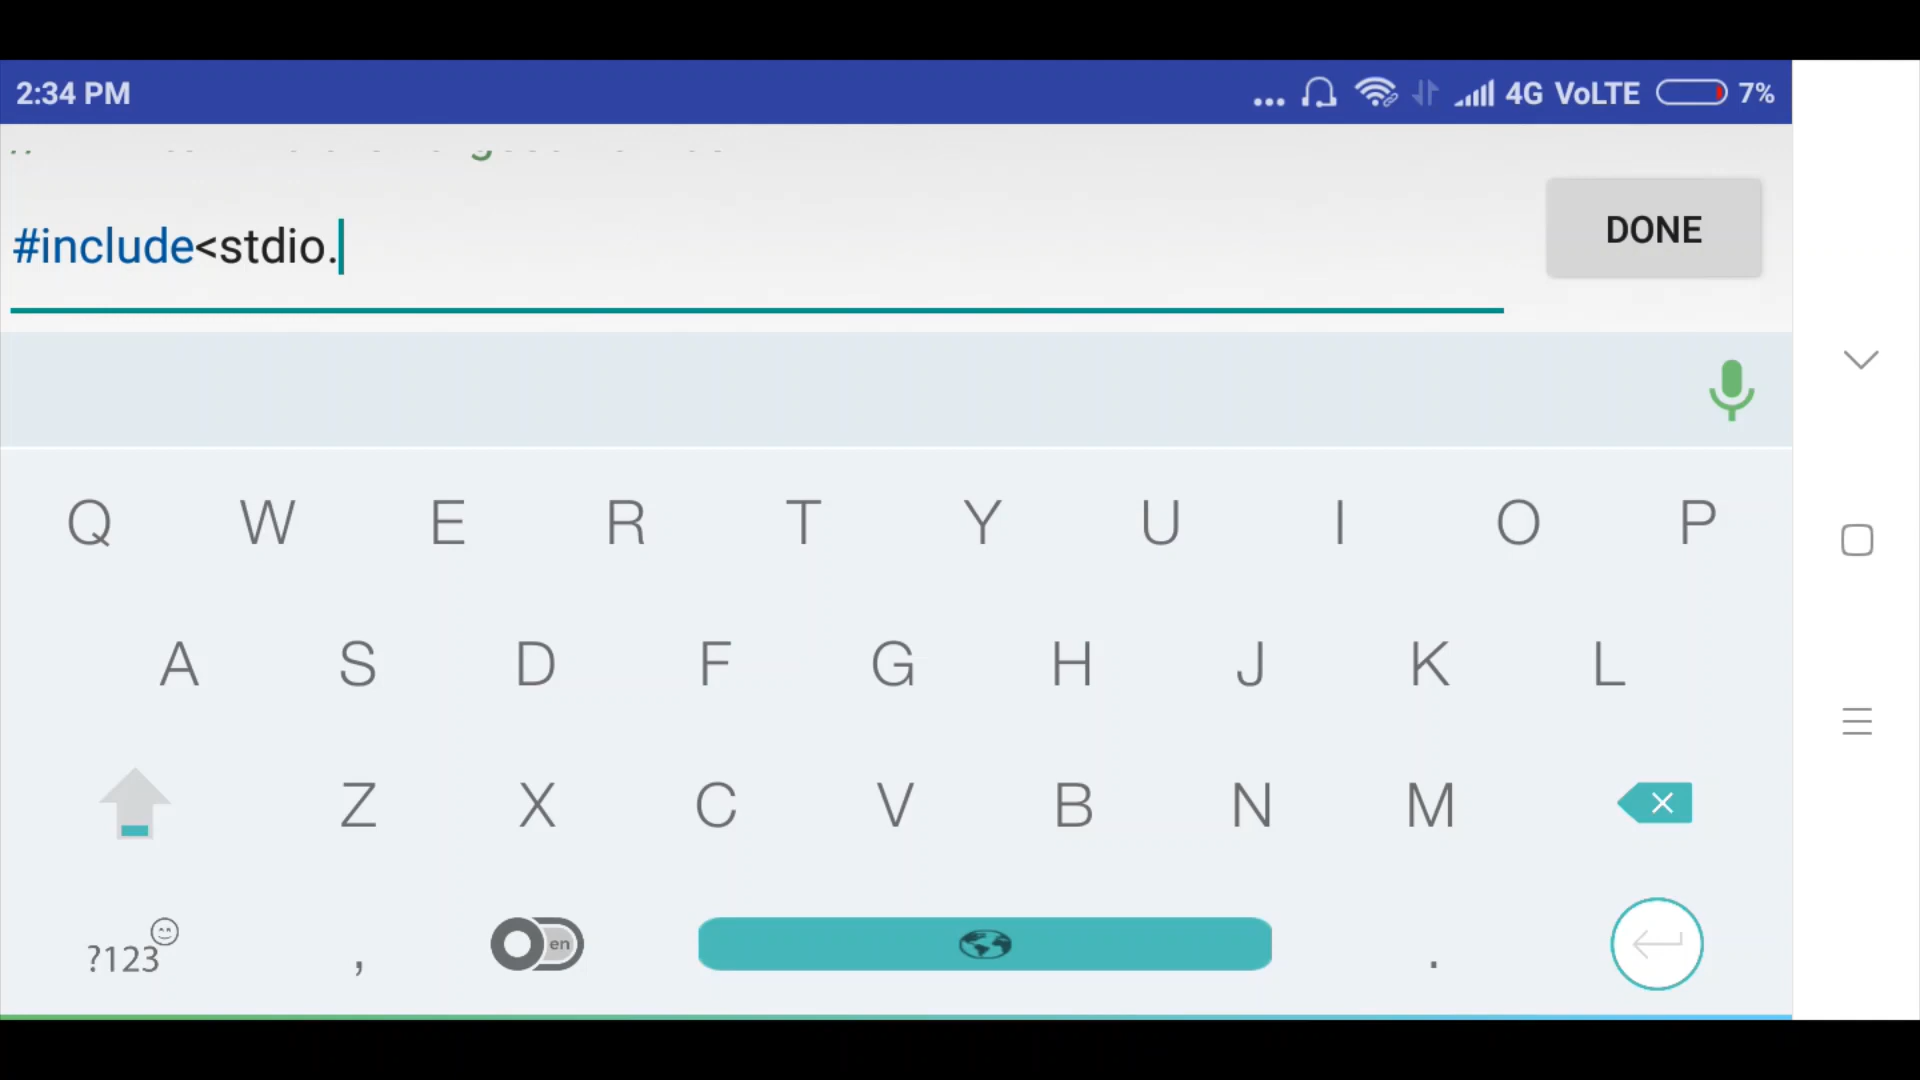 2:34 PM
4G VoLTE 7%
#include<stdio.
DONE
Q W E R T Y U I O P
A S D F G H J K L
Z X C V B N M
?123 , en .